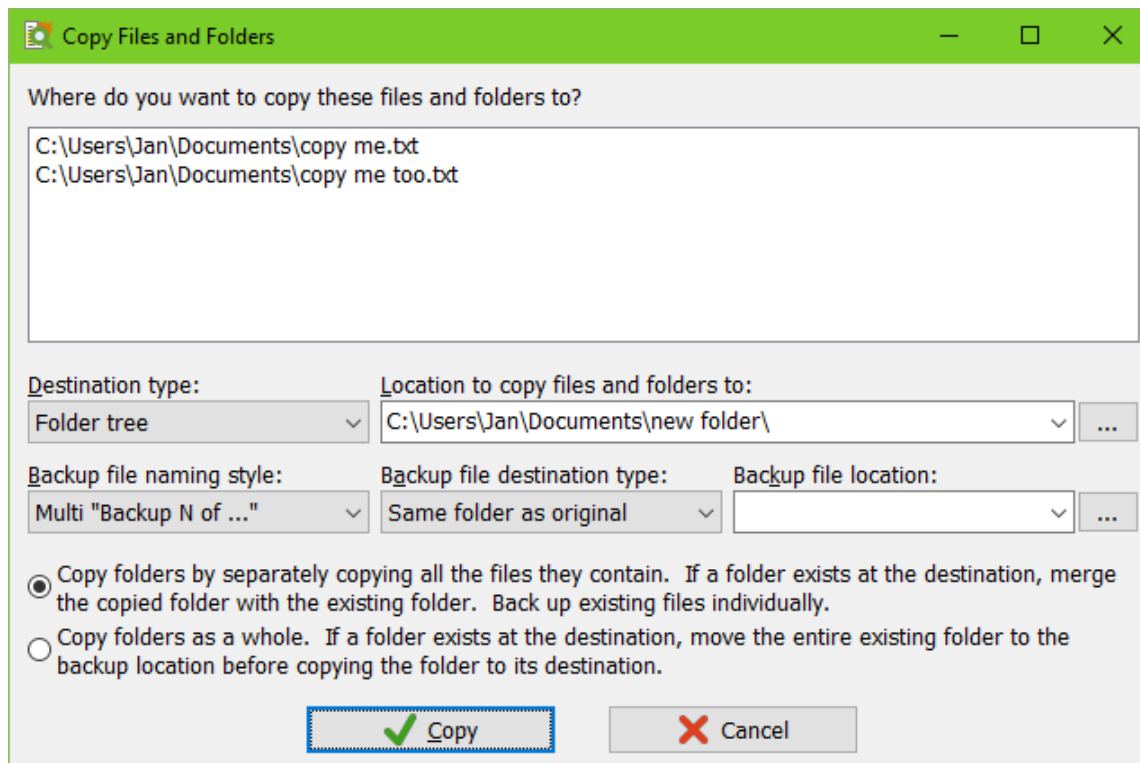 Copy Files and Folders
Where do you want to copy these files and folders to?
C:\Users\Jan\Documents\copy me.txt
C:\Users\Jan\Documents\copy me too.txt
Destination type:
Location to copy files and folders to:
Folder tree
C:\Users\Jan\Documents\new folder\
...
Backup file naming style:
Backup file destination type:
Backup file location:
Multi "Backup N of ..."
Same folder as original
...
Copy folders by separately copying all the files they contain.  If a folder exists at the destination, merge
the copied folder with the existing folder.  Back up existing files individually.
Copy folders as a whole.  If a folder exists at the destination, move the entire existing folder to the
backup location before copying the folder to its destination.
Copy
Cancel